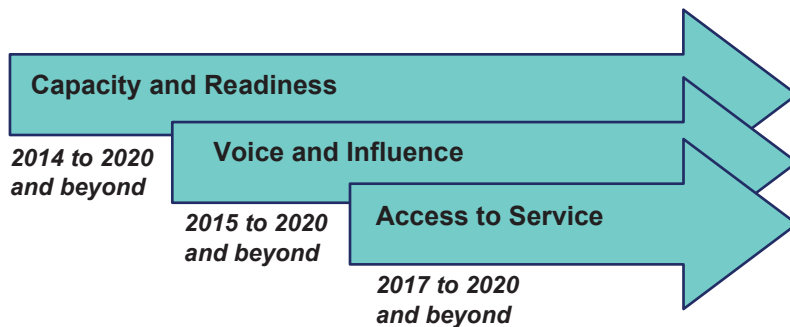 Capacity and Readiness
2014 to 2020
and beyond
Voice and Influence
2015 to 2020
and beyond
Access to Service
2017 to 2020
and beyond